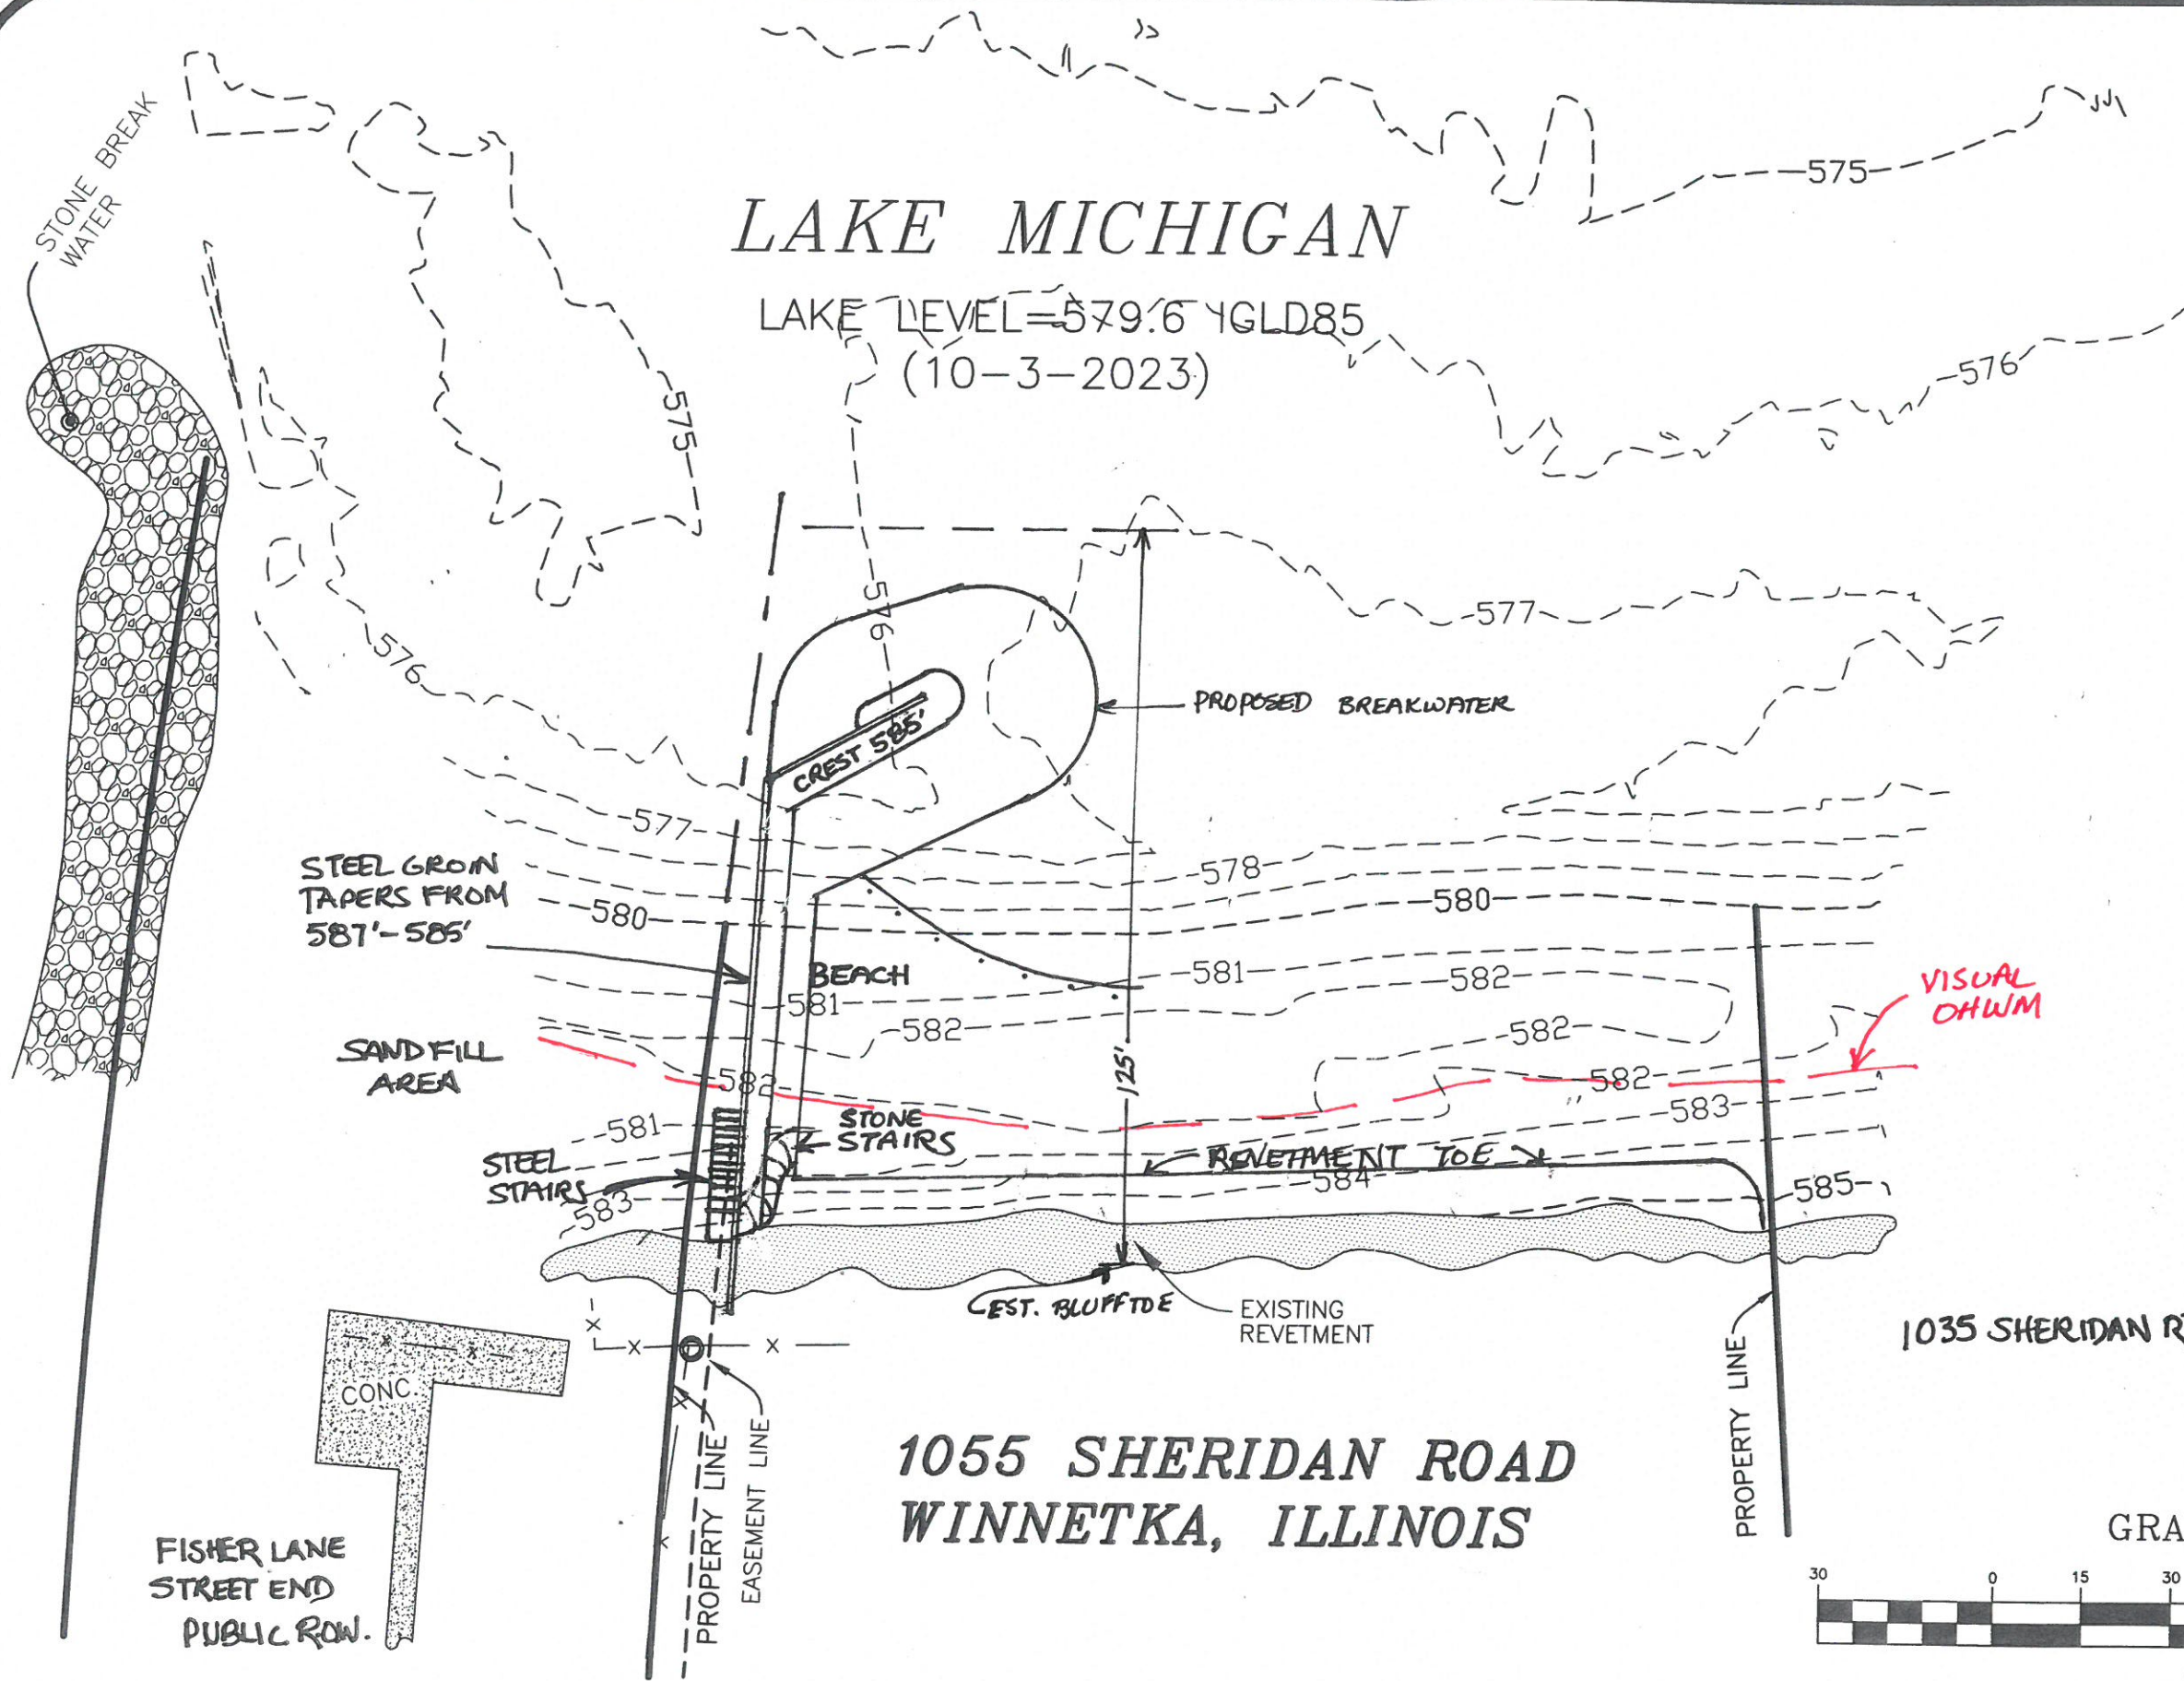 STONE BREAK
WATER
LAKE MICHIGAN
LAKE LEVEL=579.6 IGLD85
(10-3-2023)
575
576
575
577
576
576
PROPOSED BREAKWATER
CREST 585'
577
578
STEEL GROIN
TAPERS FROM
587'-585'
580
580
BEACH
581
581
582
582
582
VISUAL
OHWM
SAND FILL
AREA
125'
582
582
583
581
STONE
STAIRS
STEEL
STAIRS
REVETMENT TOE
584
585
583
EST. BLUFF TOE
EXISTING
REVETMENT
1035 SHERIDAN R
CONC.
x
PROPERTY LINE
EASEMENT LINE
PROPERTY LINE
1055 SHERIDAN ROAD
WINNETKA, ILLINOIS
FISHER LANE
STREET END
PUBLIC ROW.
GRA
30 0 15 30